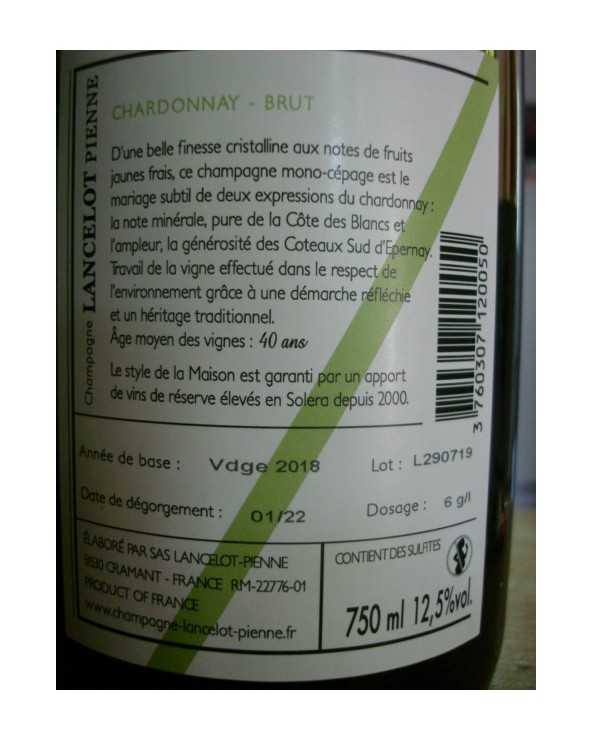 Champagne LANCELOT PIENNE
CHARDONNAY - BRUT
D'une belle finesse cristalline aux notes de fruits
jaunes frais, ce champagne mono-cépage est le
mariage subtil de deux expressions du chardonnay :
la note minérale, pure de la Côte des Blancs et
l'ampleur, la générosité des Coteaux Sud d'Epernay.
Travail de la vigne effectué dans le respect de
l'environnement grâce à une démarche réfléchie
et un héritage traditionnel.
Âge moyen des vignes : 40 ans
Le style de la Maison est garanti par un apport
de vins de réserve élevés en Solera depuis 2000.
3 760307 120050
Année de base : Vdge 2018 Lot : L290719
Date de dégorgement : 01/22 Dosage : 6 g/l
ÉLABORÉ PAR SAS LANCELOT-PIENNE
51530 CRAMANT - FRANCE RM-22776-01
PRODUCT OF FRANCE
www.champagne-lancelot-pienne.fr
CONTIENT DES SULFITES
750 ml 12,5%vol.